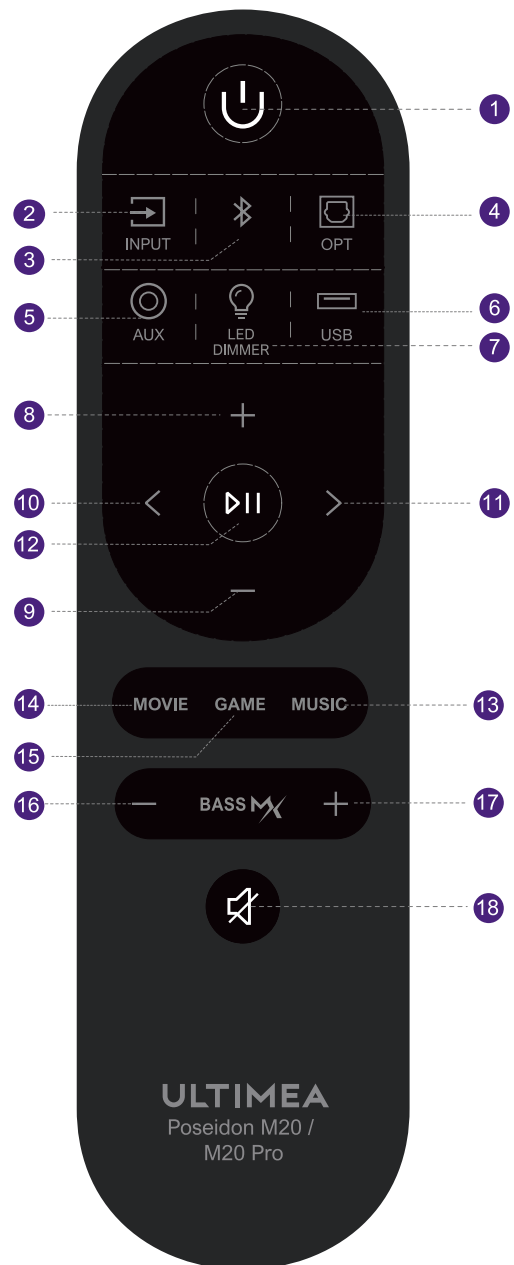 1
2
INPUT
3
4
OPT
5
AUX
LED
DIMMER
6
USB
7
8
10
11
12
9
14
MOVIE GAME MUSIC
13
15
16
BASS MX
17
18
ULTIMEA
Poseidon M20 /
M20 Pro